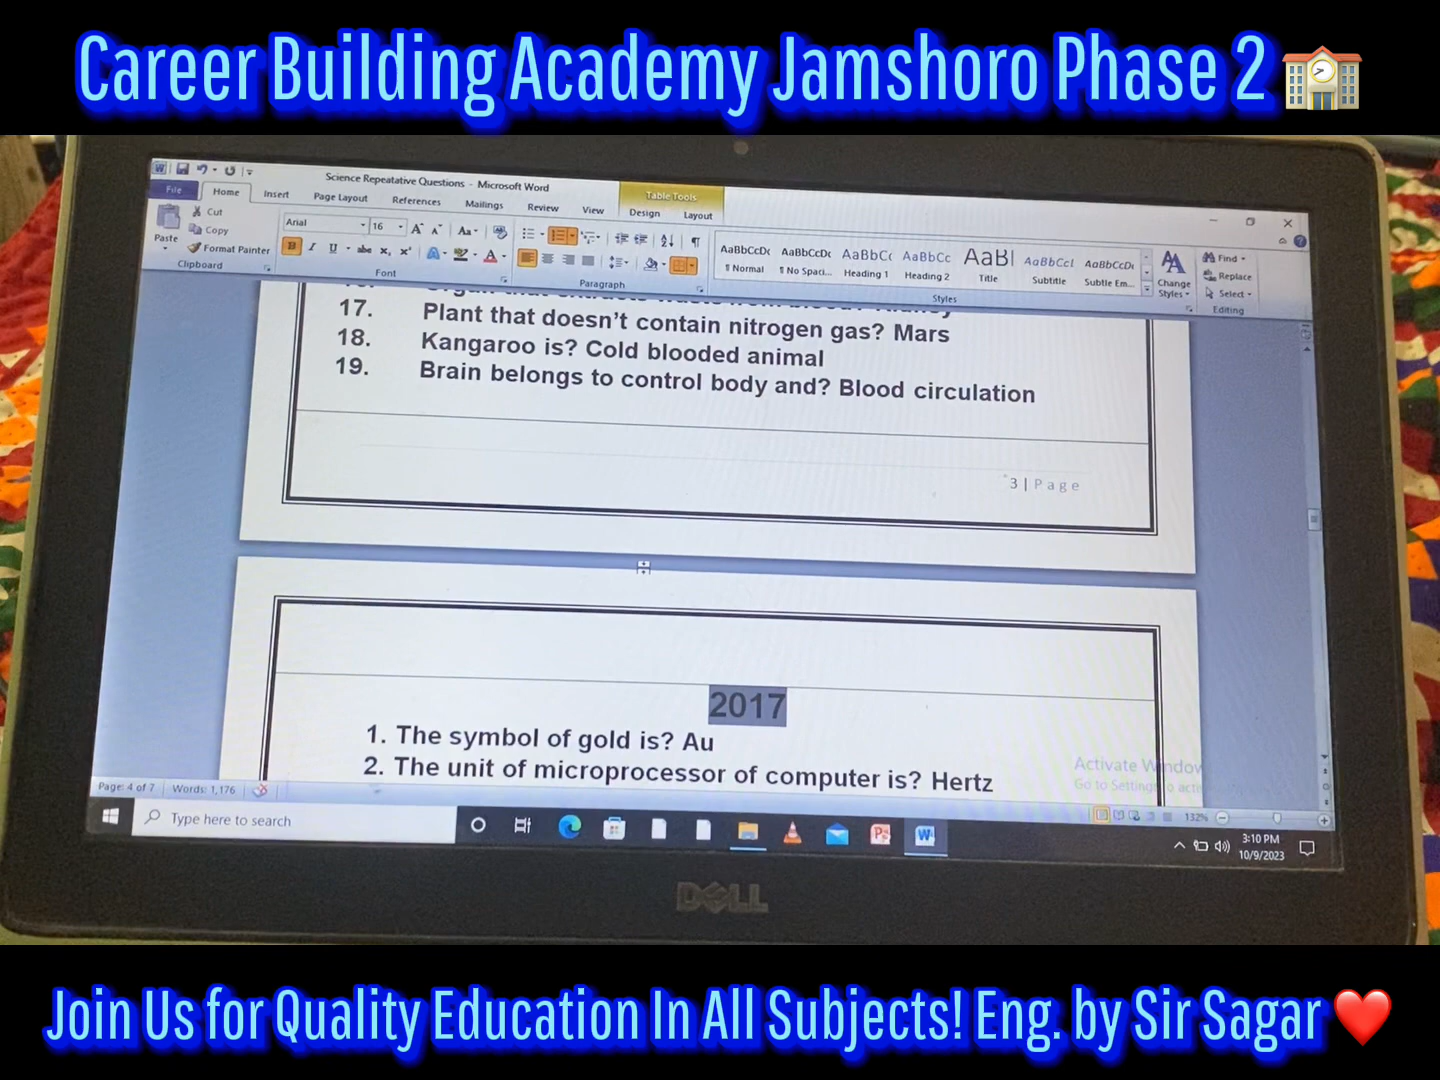 Career Building Academy Jamshoro Phase 2
Science Repeatative Questions - Microsoft Word
Table Tools
File Home Insert Page Layout References Mailings Review View Design Layout
Paste
Cut
Copy
Format Painter
Clipboard
Arial 16
Font
Paragraph
AaBbCcDc AaBbCcDc AaBbC AaBbCc AaB AaBbCcL AaBbCcDc
¶ Normal ¶ No Spaci... Heading 1 Heading 2 Title Subtitle Subtle Em...
Styles
Change Styles
Find
Replace
Select
Editing
17. Plant that doesn't contain nitrogen gas? Mars
18. Kangaroo is? Cold blooded animal
19. Brain belongs to control body and? Blood circulation
3 | Page
2017
1. The symbol of gold is? Au
2. The unit of microprocessor of computer is? Hertz
Activate Window
Go to Settings
Page: 4 of 7 Words: 1,176
132%
Type here to search
3:10 PM
10/9/2023
DELL
Join Us for Quality Education In All Subjects! Eng. by Sir Sagar